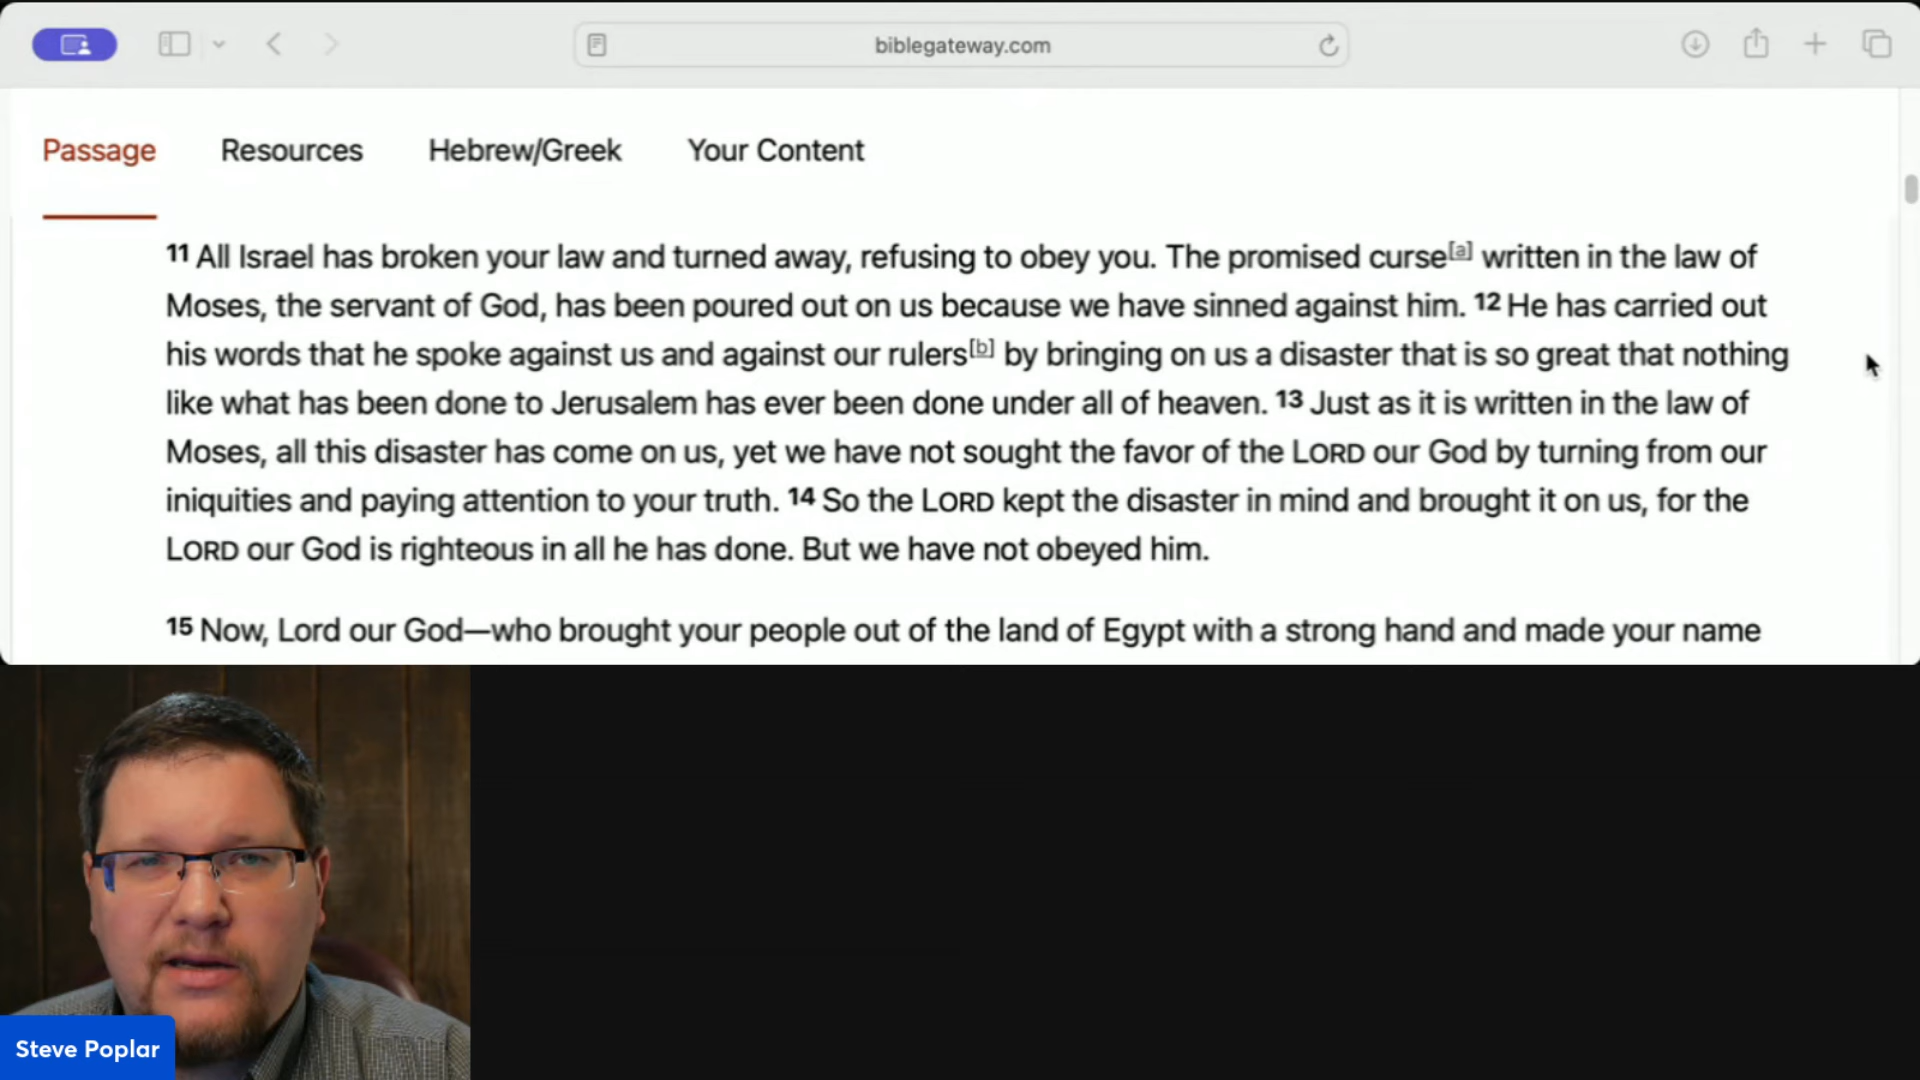 biblegateway.com
Passage Resources Hebrew/Greek Your Content
11 All Israel has broken your law and turned away, refusing to obey you. The promised curse[a] written in the law of
Moses, the servant of God, has been poured out on us because we have sinned against him. 12 He has carried out
his words that he spoke against us and against our rulers[b] by bringing on us a disaster that is so great that nothing
like what has been done to Jerusalem has ever been done under all of heaven. 13 Just as it is written in the law of
Moses, all this disaster has come on us, yet we have not sought the favor of the LORD our God by turning from our
iniquities and paying attention to your truth. 14 So the LORD kept the disaster in mind and brought it on us, for the
LORD our God is righteous in all he has done. But we have not obeyed him.
15 Now, Lord our God—who brought your people out of the land of Egypt with a strong hand and made your name
Steve Poplar